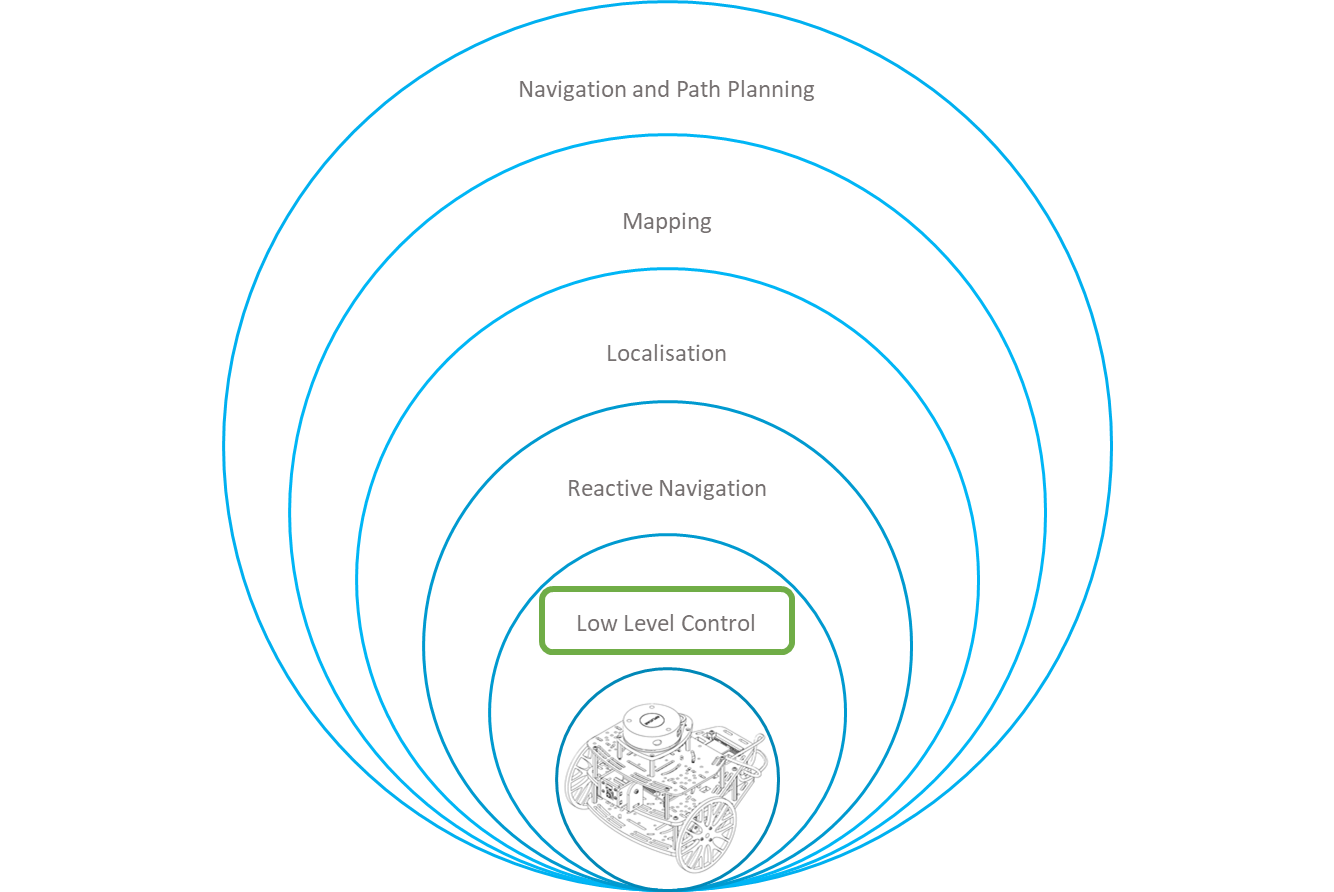 Navigation and Path Planning
Mapping
Localisation
Reactive Navigation
Low Level Control